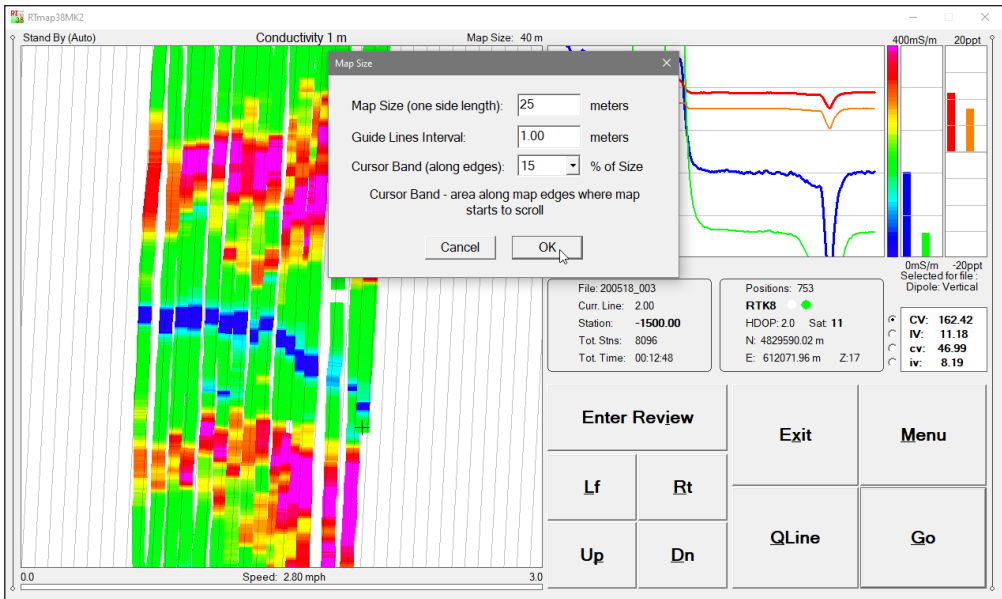 RT
38
RTmap38MK2
Stand By (Auto)
Conductivity 1 m
Map Size: 40 m
400mS/m
20ppt
Map Size
Map Size (one side length): 25 meters
Guide Lines Interval: 1.00 meters
Cursor Band (along edges): 15 % of Size
Cursor Band - area along map edges where map
starts to scroll
Cancel
OK
0mS/m
-20ppt
Selected for file :
Dipole: Vertical
File: 200518_003
Curr. Line: 2.00
Station: -1500.00
Tot. Stns: 8096
Tot. Time: 00:12:48
Positions: 753
RTK8
HDOP: 2.0 Sat: 11
N: 4829590.02 m
E: 612071.96 m Z:17
CV: 162.42
IV: 11.18
cv: 46.99
iv: 8.19
Enter Review
Exit
Menu
Lf
Rt
QLine
Go
Up
Dn
0.0
Speed: 2.80 mph
3.0